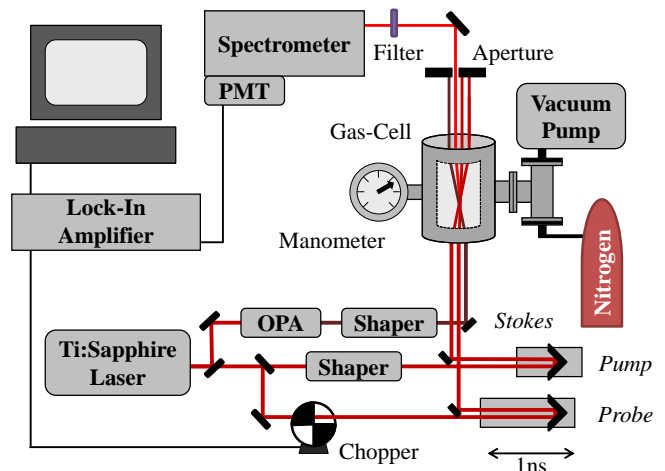 Spectrometer
Filter
Aperture
PMT
Gas-Cell
Vacuum
Pump
Lock-In
Amplifier
Manometer
Nitrogen
OPA
Shaper
Stokes
Ti:Sapphire
Laser
Shaper
Pump
Probe
Chopper
1ns